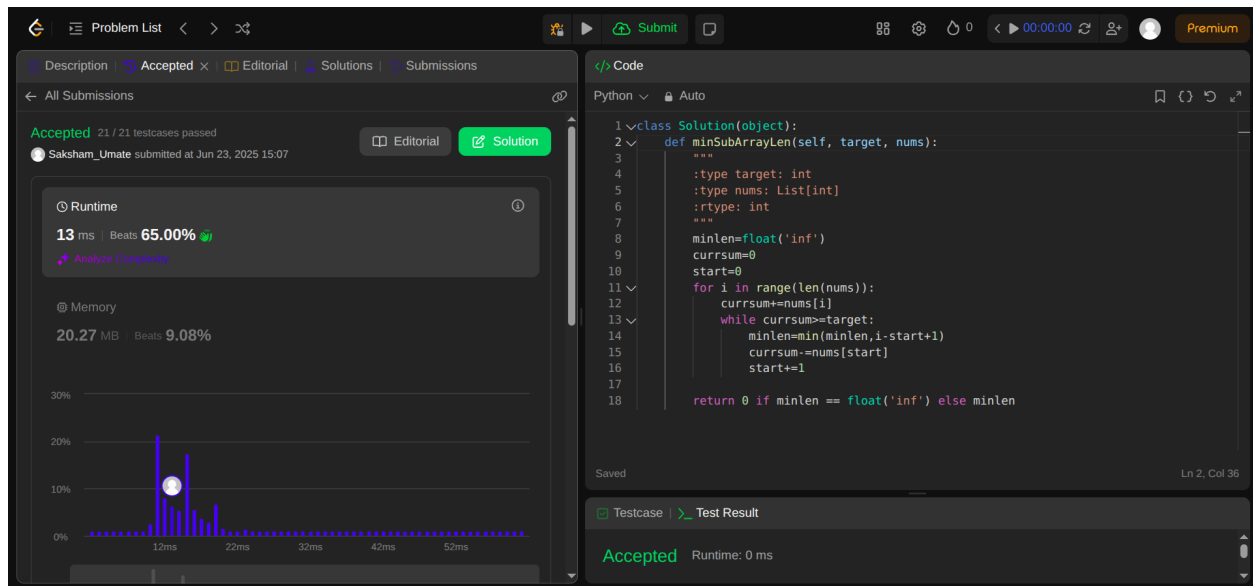 Problem List
Submit
0
00:00:00
Premium
Description | Accepted × | Editorial | Solutions | Submissions
All Submissions
Accepted 21 / 21 testcases passed
Editorial
Solution
Saksham_Umate submitted at Jun 23, 2025 15:07
Runtime
13 ms | Beats 65.00%
Analyze Complexity
Memory
20.27 MB | Beats 9.08%
30%
20%
10%
0%
12ms 22ms 32ms 42ms 52ms
</> Code
Python Auto
1 class Solution(object):
2 def minSubArrayLen(self, target, nums):
3 """
4 :type target: int
5 :type nums: List[int]
6 :rtype: int
7 """
8 minlen=float('inf')
9 currsum=0
10 start=0
11 for i in range(len(nums)):
12 currsum+=nums[i]
13 while currsum>=target:
14 minlen=min(minlen,i-start+1)
15 currsum-=nums[start]
16 start+=1
17
18 return 0 if minlen == float('inf') else minlen
Saved Ln 2, Col 36
Testcase | >_ Test Result
Accepted Runtime: 0 ms